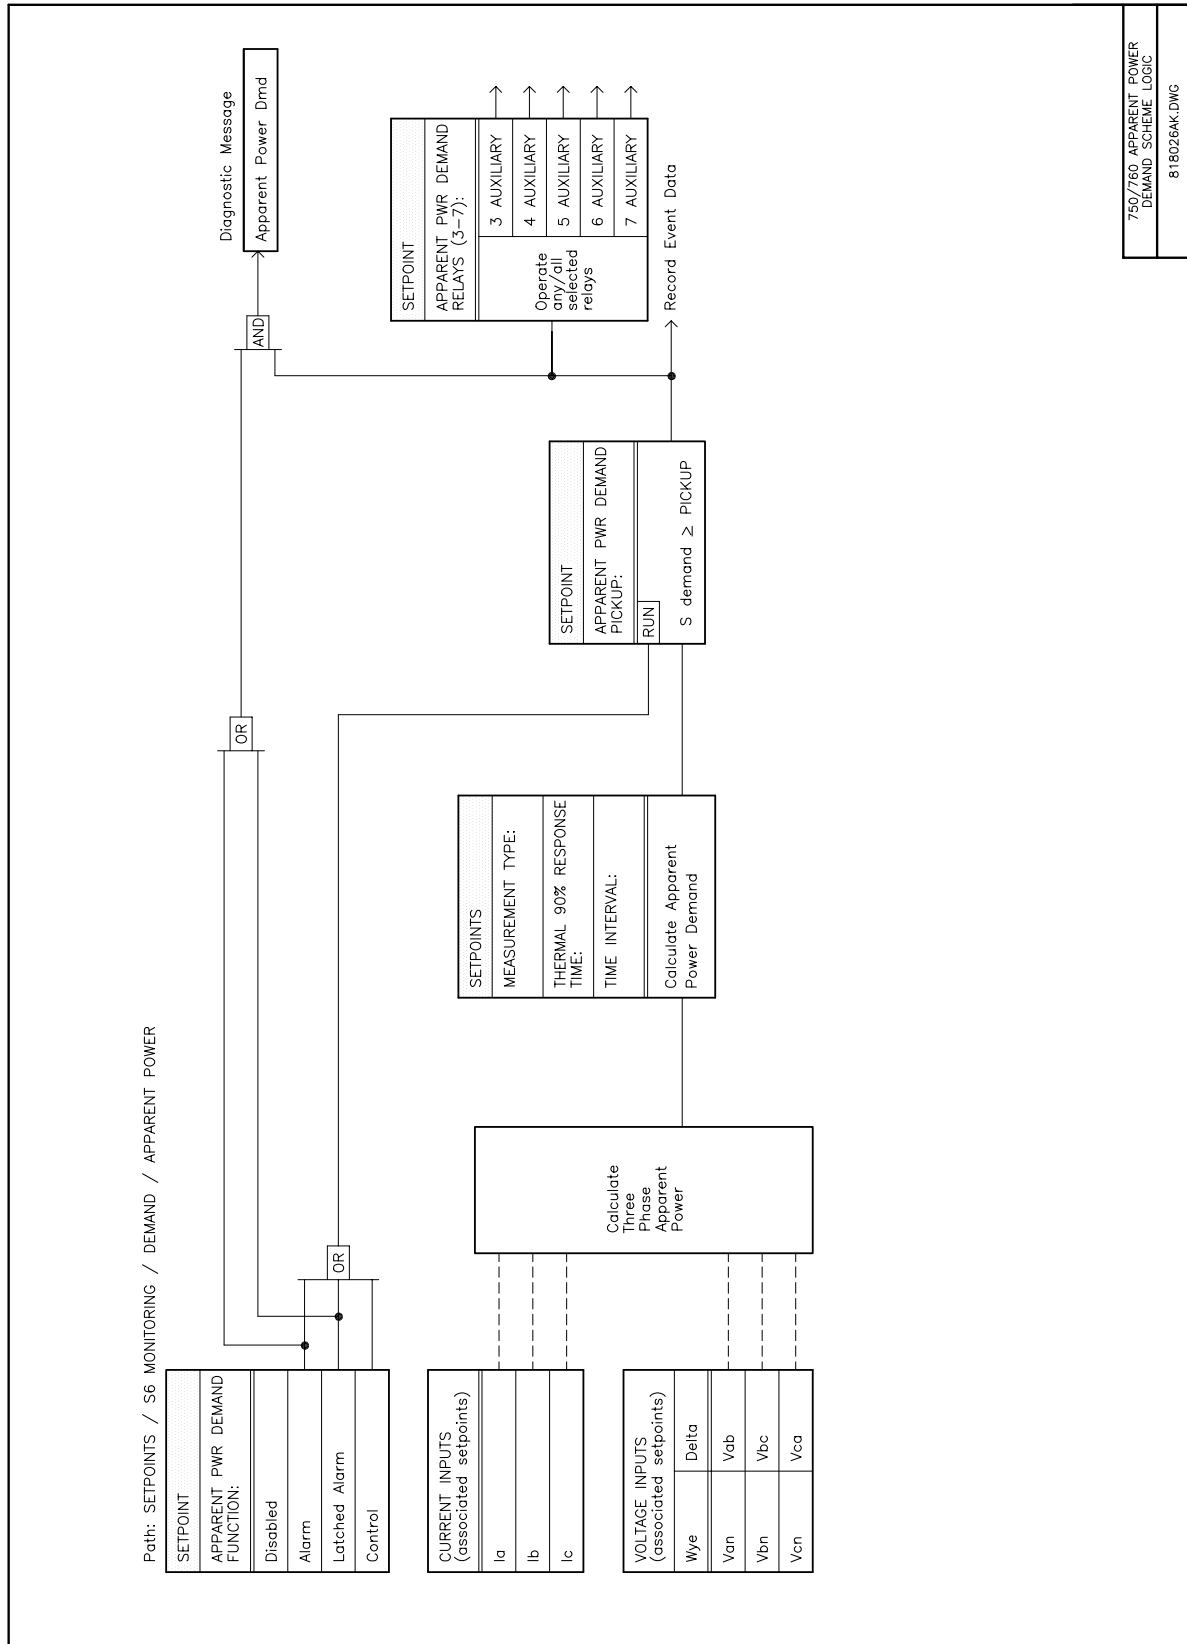 Path: SETPOINTS / S6 MONITORING / DEMAND / APPARENT POWER
SETPOINT
APPARENT PWR DEMAND
FUNCTION:
Disabled
Alarm
Latched Alarm
Control
OR
OR
AND
Diagnostic Message
Apparent Power Dmd
CURRENT INPUTS
(associated setpoints)
Ia
Ib
Ic
VOLTAGE INPUTS
(associated setpoints)
Wye Delta
Van Vab
Vbn Vbc
Vcn Vca
Calculate
Three
Phase
Apparent
Power
SETPOINTS
MEASUREMENT TYPE:
THERMAL 90% RESPONSE
TIME:
TIME INTERVAL:
Calculate Apparent
Power Demand
SETPOINT
APPARENT PWR DEMAND
PICKUP:
RUN
S demand ≥ PICKUP
SETPOINT
APPARENT PWR DEMAND
RELAYS (3-7):
Operate
any/all
selected
relays
3 AUXILIARY
4 AUXILIARY
5 AUXILIARY
6 AUXILIARY
7 AUXILIARY
Record Event Data
750/760 APPARENT POWER
DEMAND SCHEME LOGIC
818026AK.DWG